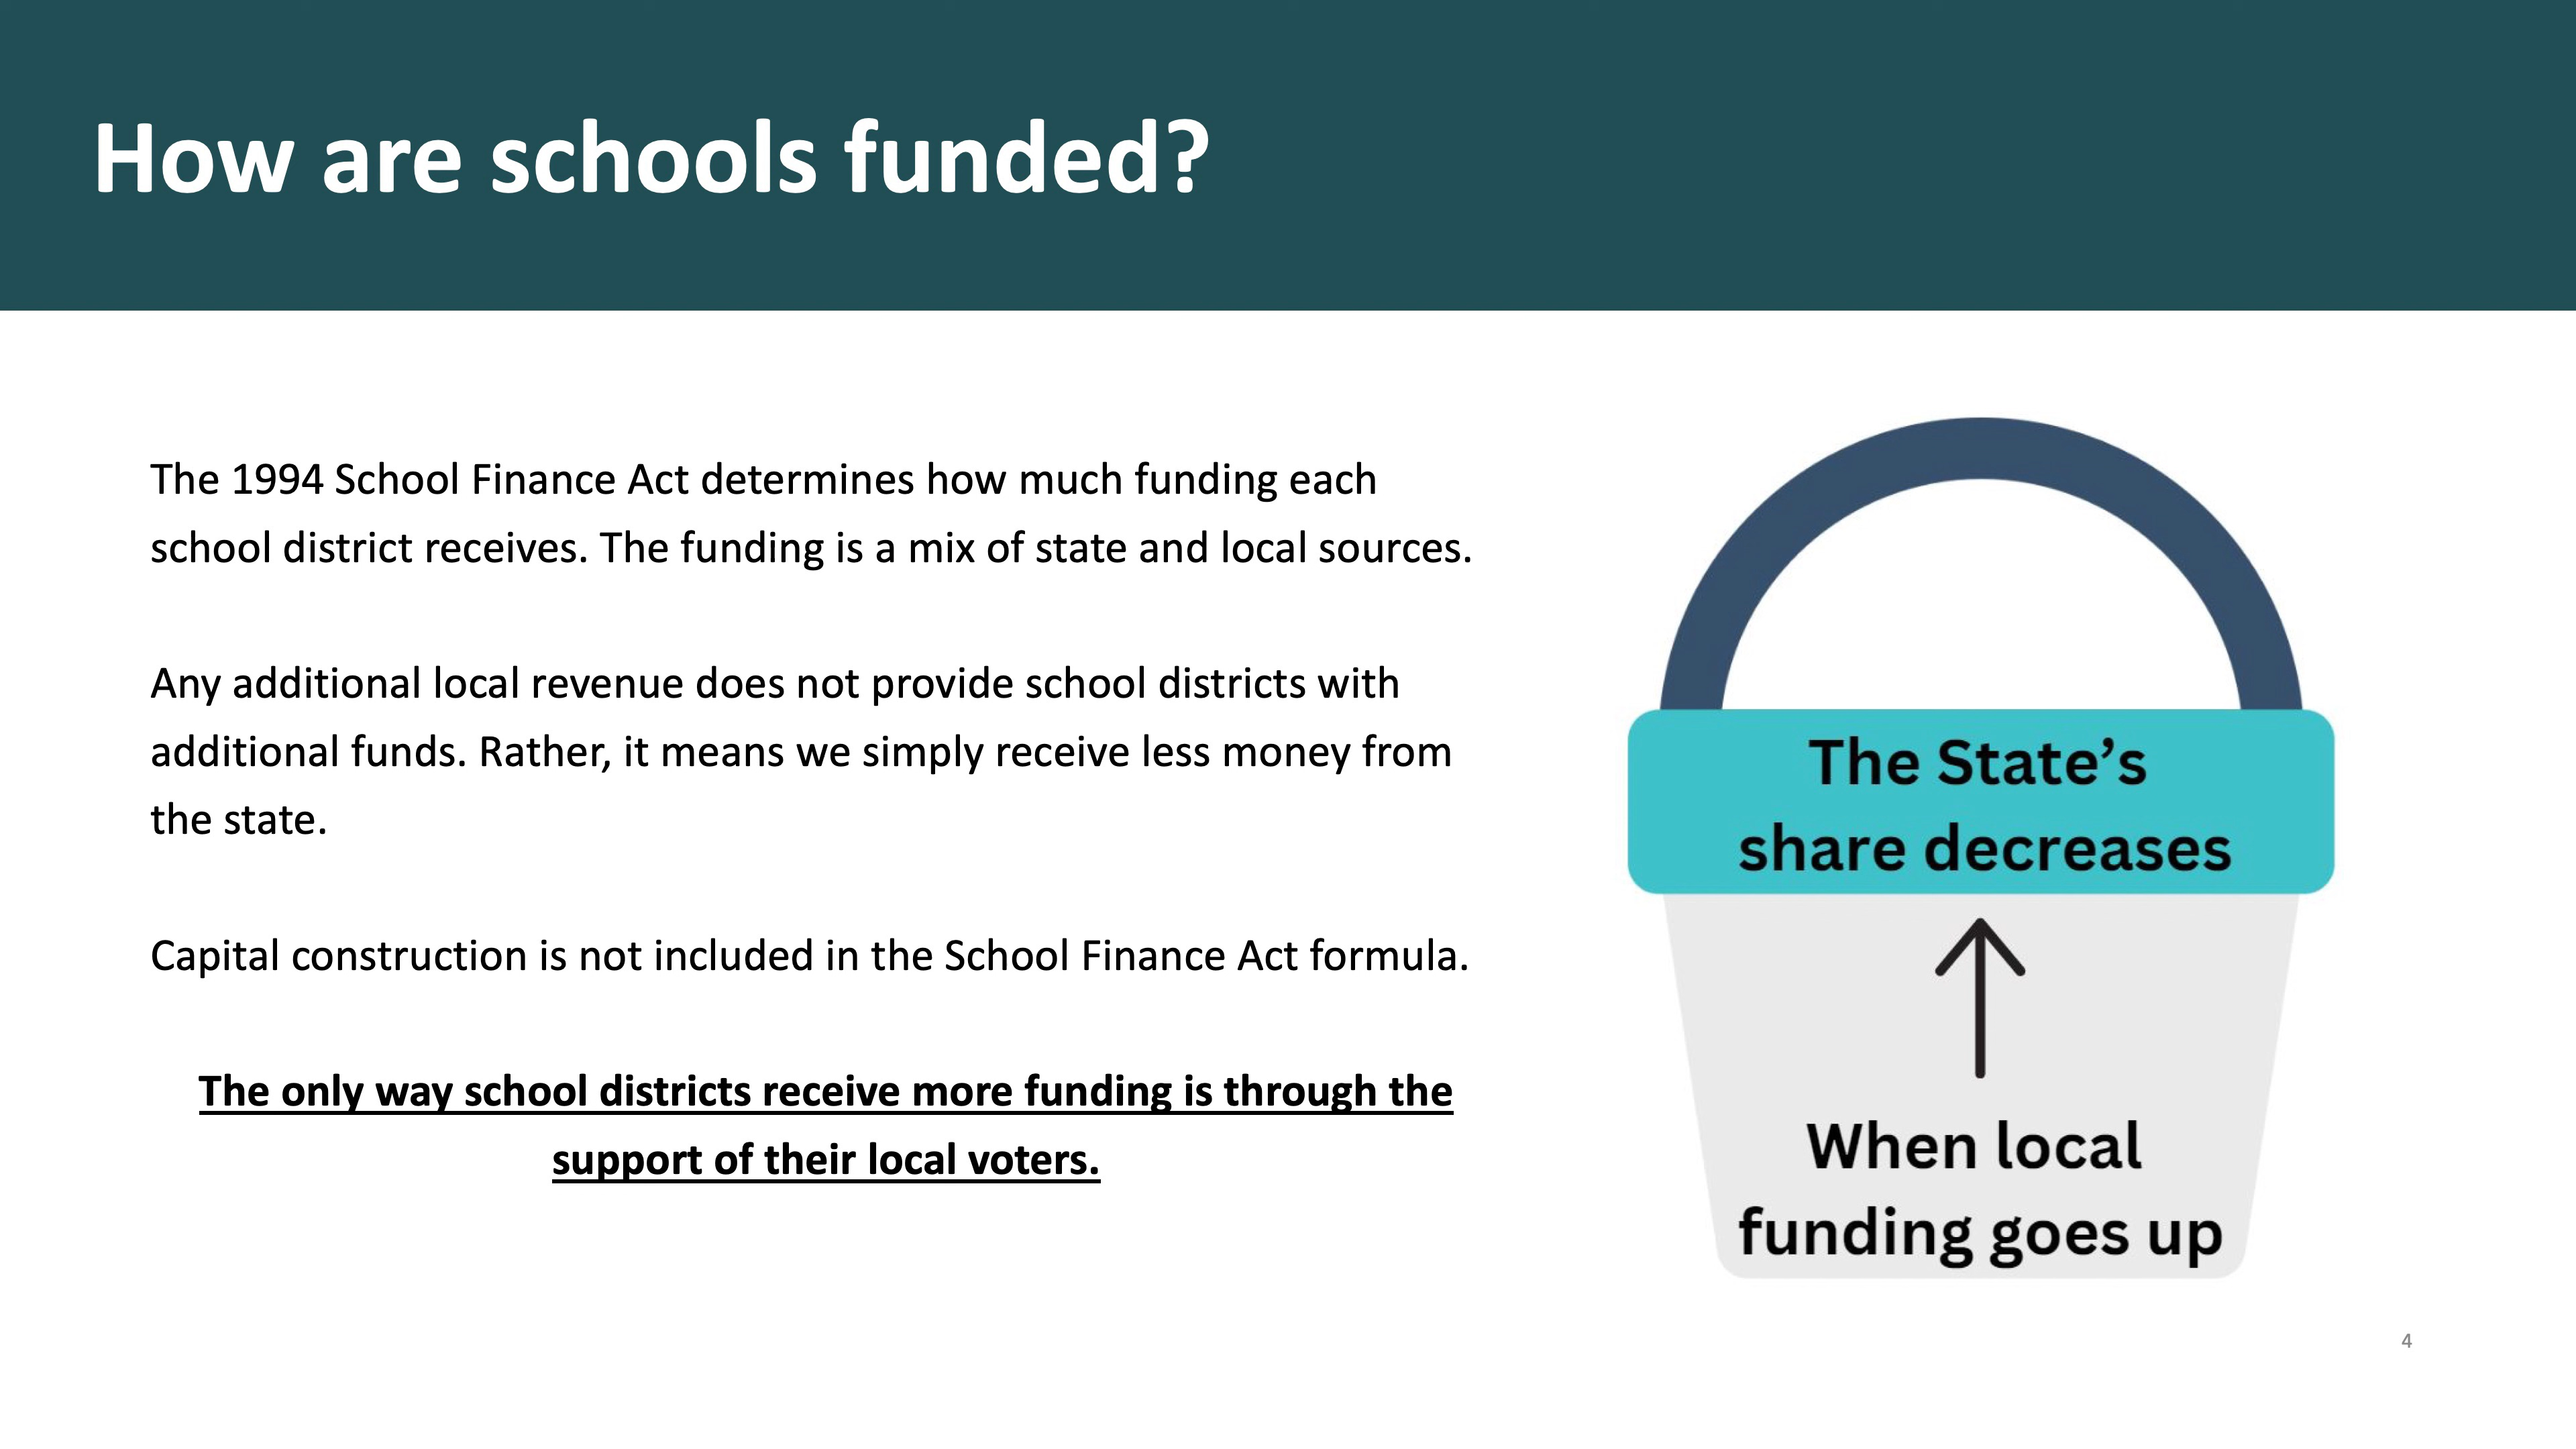 How are schools funded?
The 1994 School Finance Act determines how much funding each
school district receives. The funding is a mix of state and local sources.
Any additional local revenue does not provide school districts with
additional funds. Rather, it means we simply receive less money from
the state.
Capital construction is not included in the School Finance Act formula.
The only way school districts receive more funding is through the
support of their local voters.
The State’s
share decreases
When local
funding goes up
4